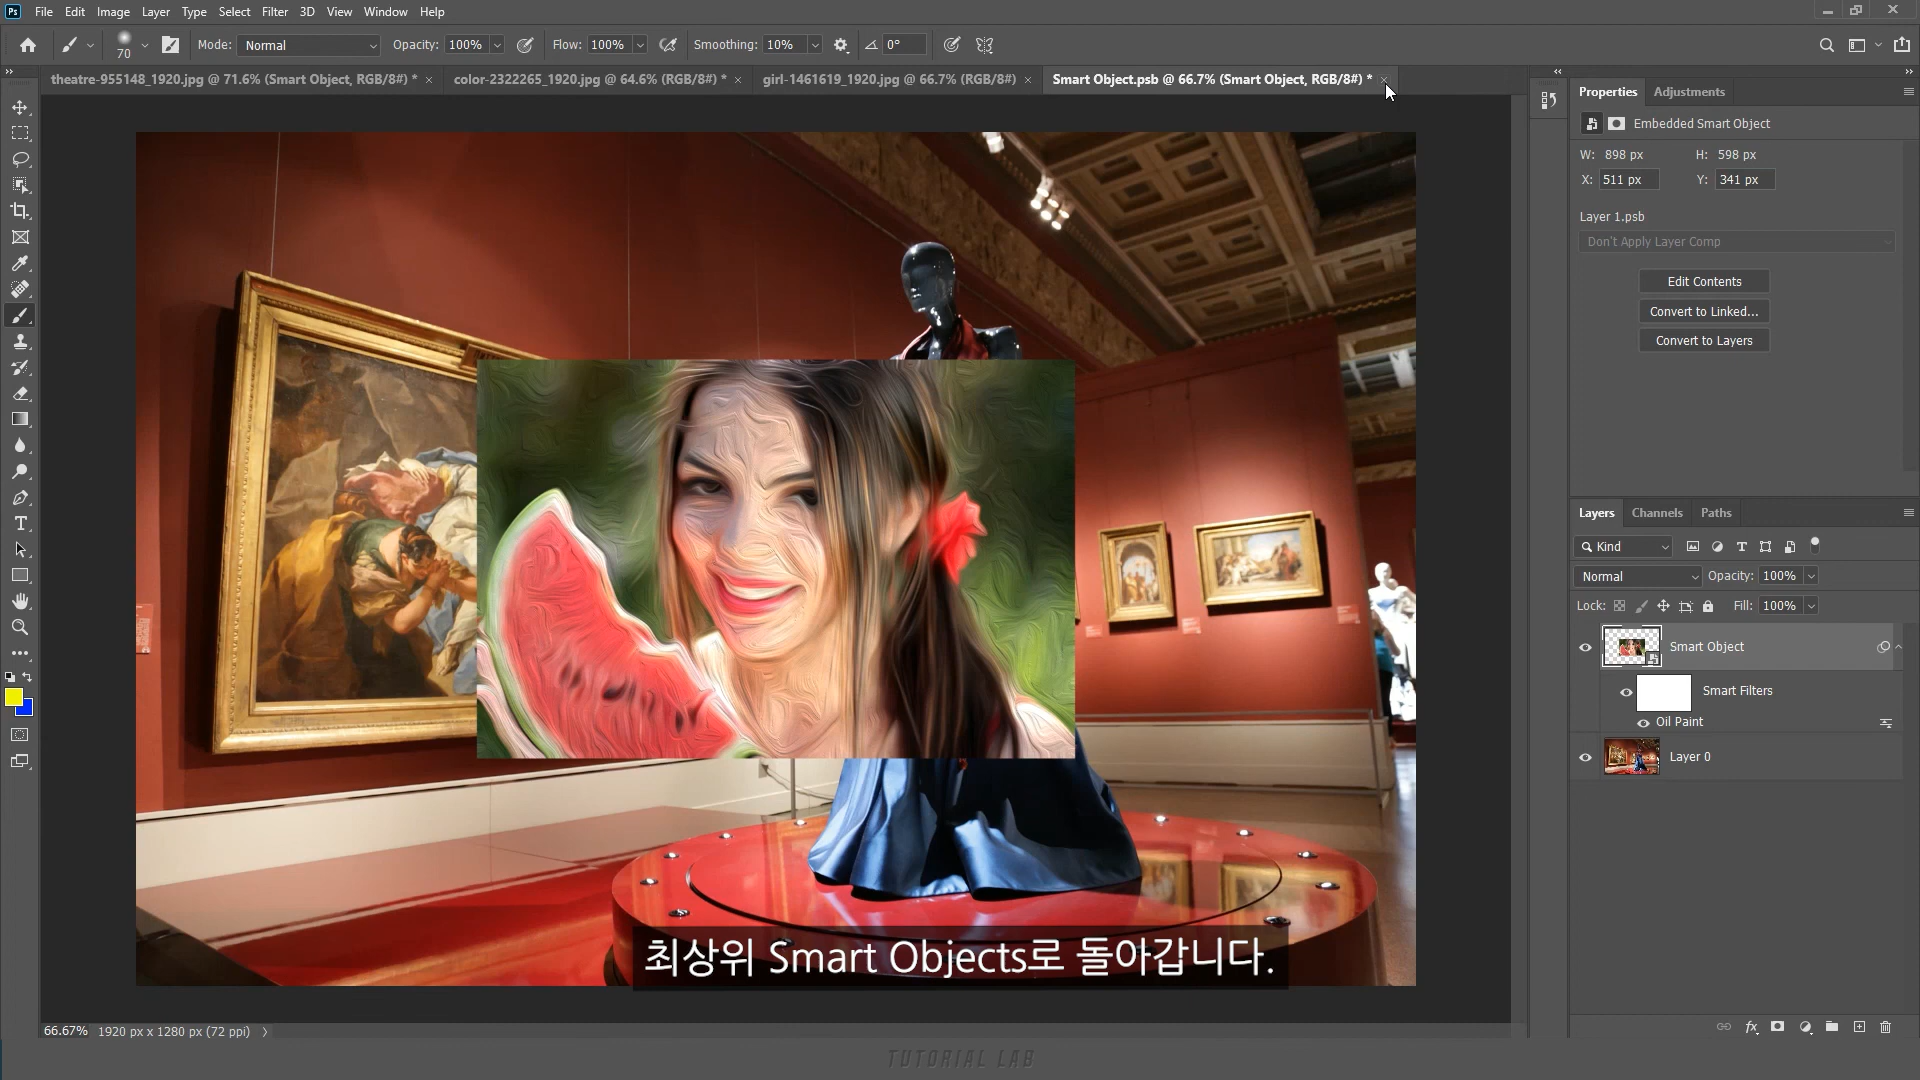 Ps File Edit Image Layer Type Select Filter 3D View Window Help
70 Mode: Normal Opacity: 100% Flow: 100% Smoothing: 10% 0°
theatre-955148_1920.jpg @ 71.6% (Smart Object, RGB/8#) * × color-2322265_1920.jpg @ 64.6% (RGB/8#) * × girl-1461619_1920.jpg @ 66.7% (RGB/8#) × Smart Object.psb @ 66.7% (Smart Object, RGB/8#) * ×
Properties Adjustments
Embedded Smart Object
W: 898 px H: 598 px
X: 511 px Y: 341 px
Layer 1.psb
Don't Apply Layer Comp
Edit Contents
Convert to Linked...
Convert to Layers
Layers Channels Paths
Kind
Normal Opacity: 100%
Lock: Fill: 100%
Smart Object
Smart Filters
Oil Paint
Layer 0
최상위 Smart Objects로 돌아갑니다.
66.67% 1920 px x 1280 px (72 ppi)
TUTORIAL LAB